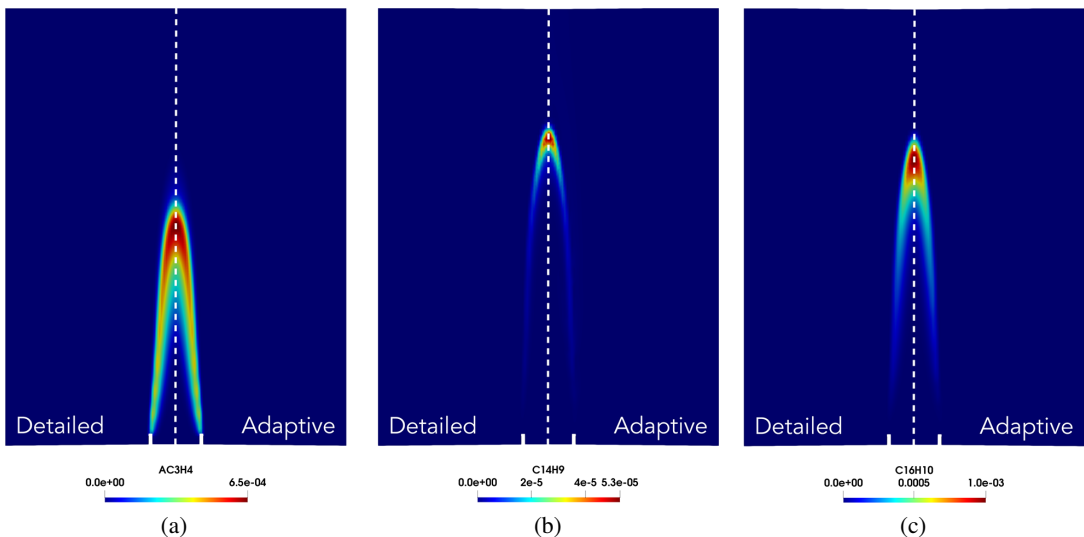 Detailed Adaptive
AC3H4
0.0e+00 6.5e-04
(a)
Detailed Adaptive
C14H9
0.0e+00 2e-5 4e-5 5.3e-05
(b)
Detailed Adaptive
C16H10
0.0e+00 0.0005 1.0e-03
(c)